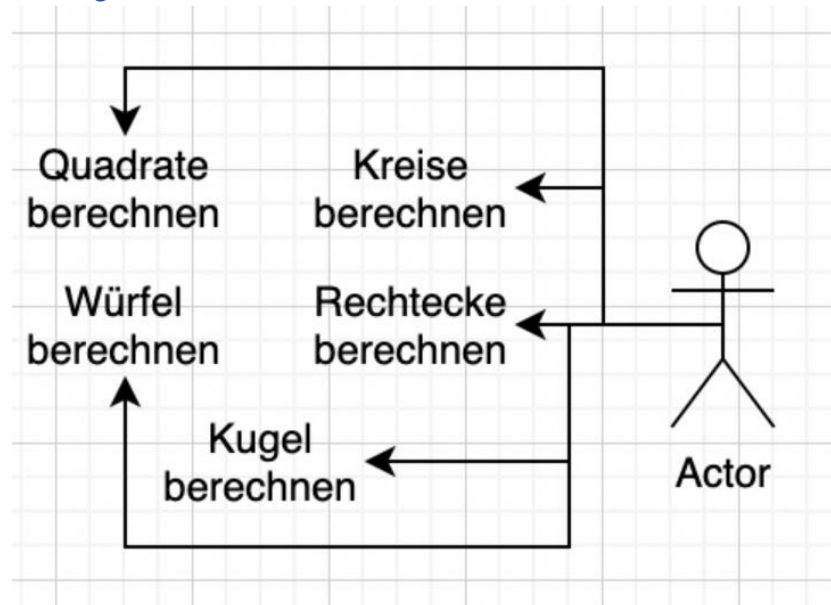 Quadrate
berechnen
Kreise
berechnen
Würfel
berechnen
Rechtecke
berechnen
Kugel
berechnen
Actor